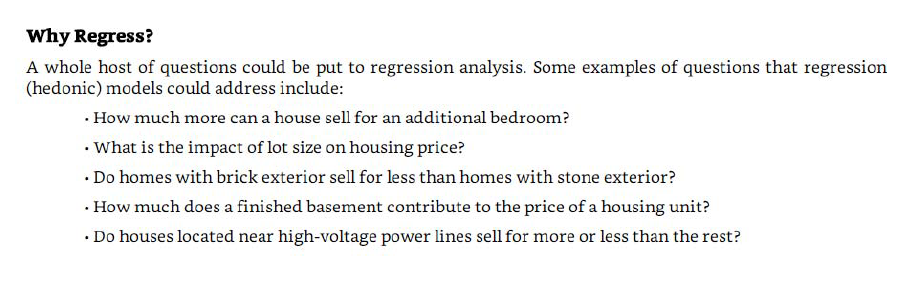 Why Regress?
A whole host of questions could be put to regression analysis. Some examples of questions that regression
(hedonic) models could address include:
• How much more can a house sell for an additional bedroom?
• What is the impact of lot size on housing price?
• Do homes with brick exterior sell for less than homes with stone exterior?
• How much does a finished basement contribute to the price of a housing unit?
• Do houses located near high-voltage power lines sell for more or less than the rest?